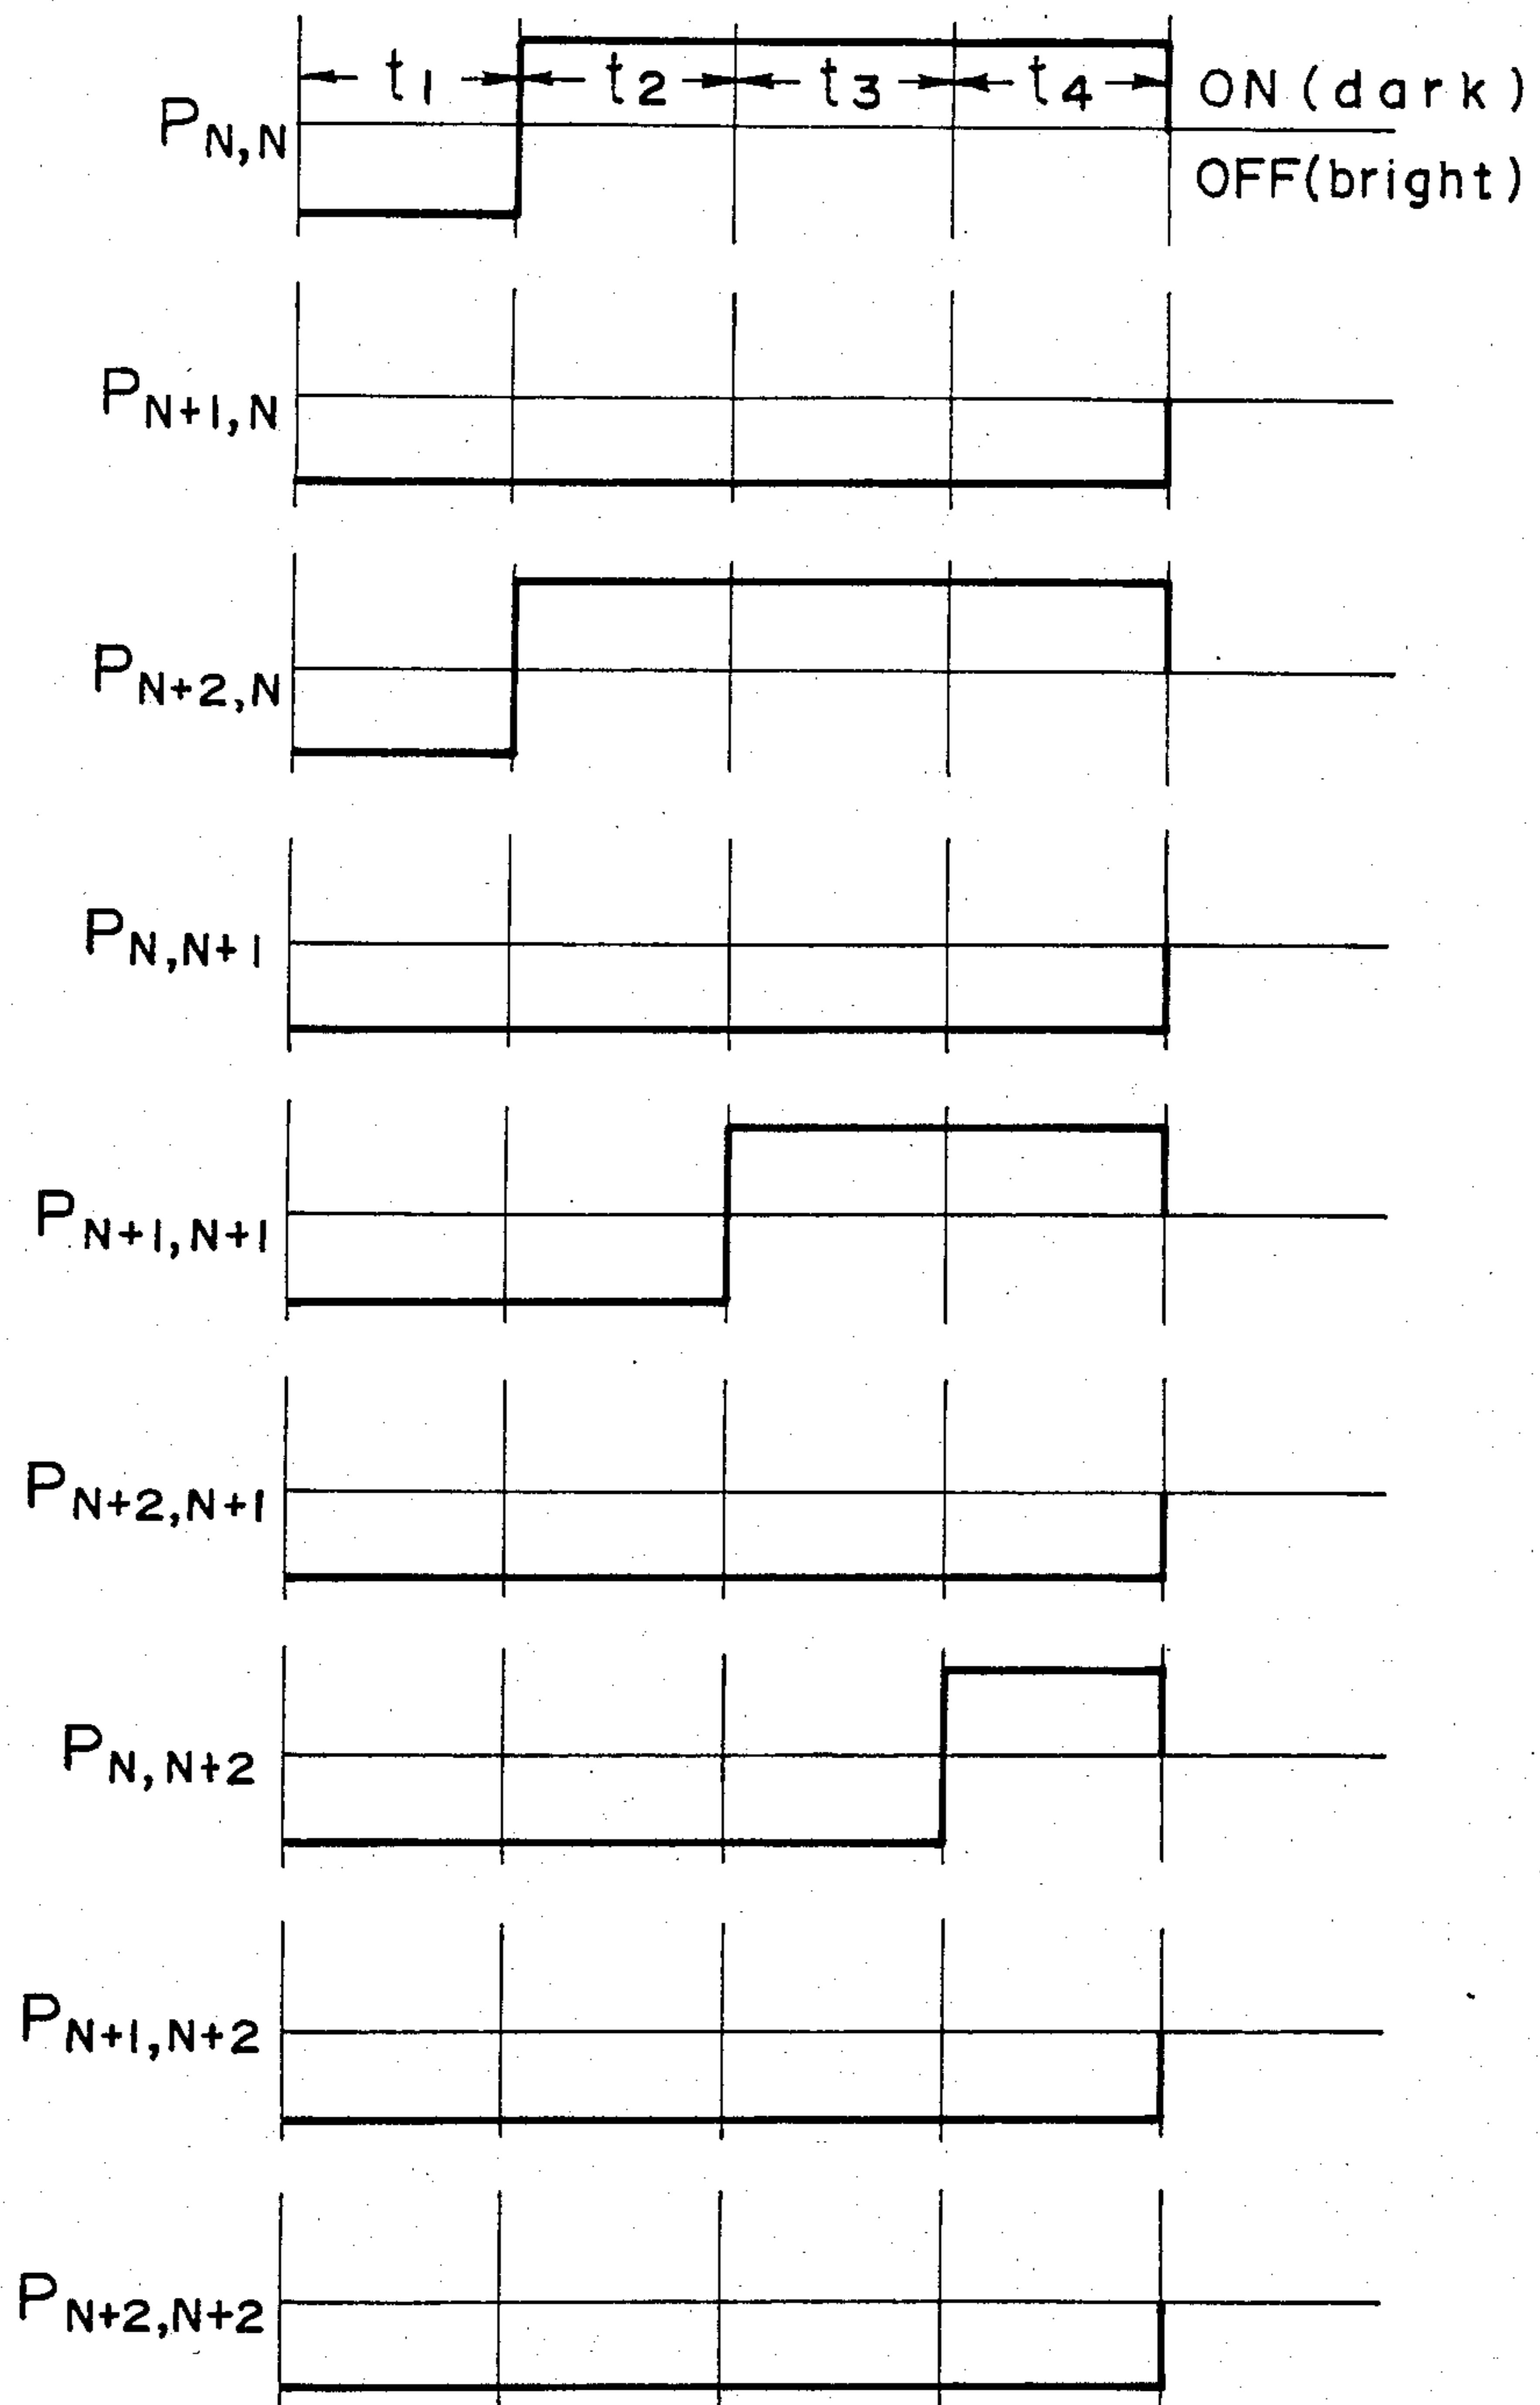 t1 t2 t3 t4 ON (dark)
PN,N
OFF(bright)
PN+1,N
PN+2,N
PN,N+1
PN+1,N+1
PN+2,N+1
PN,N+2
PN+1,N+2
PN+2,N+2